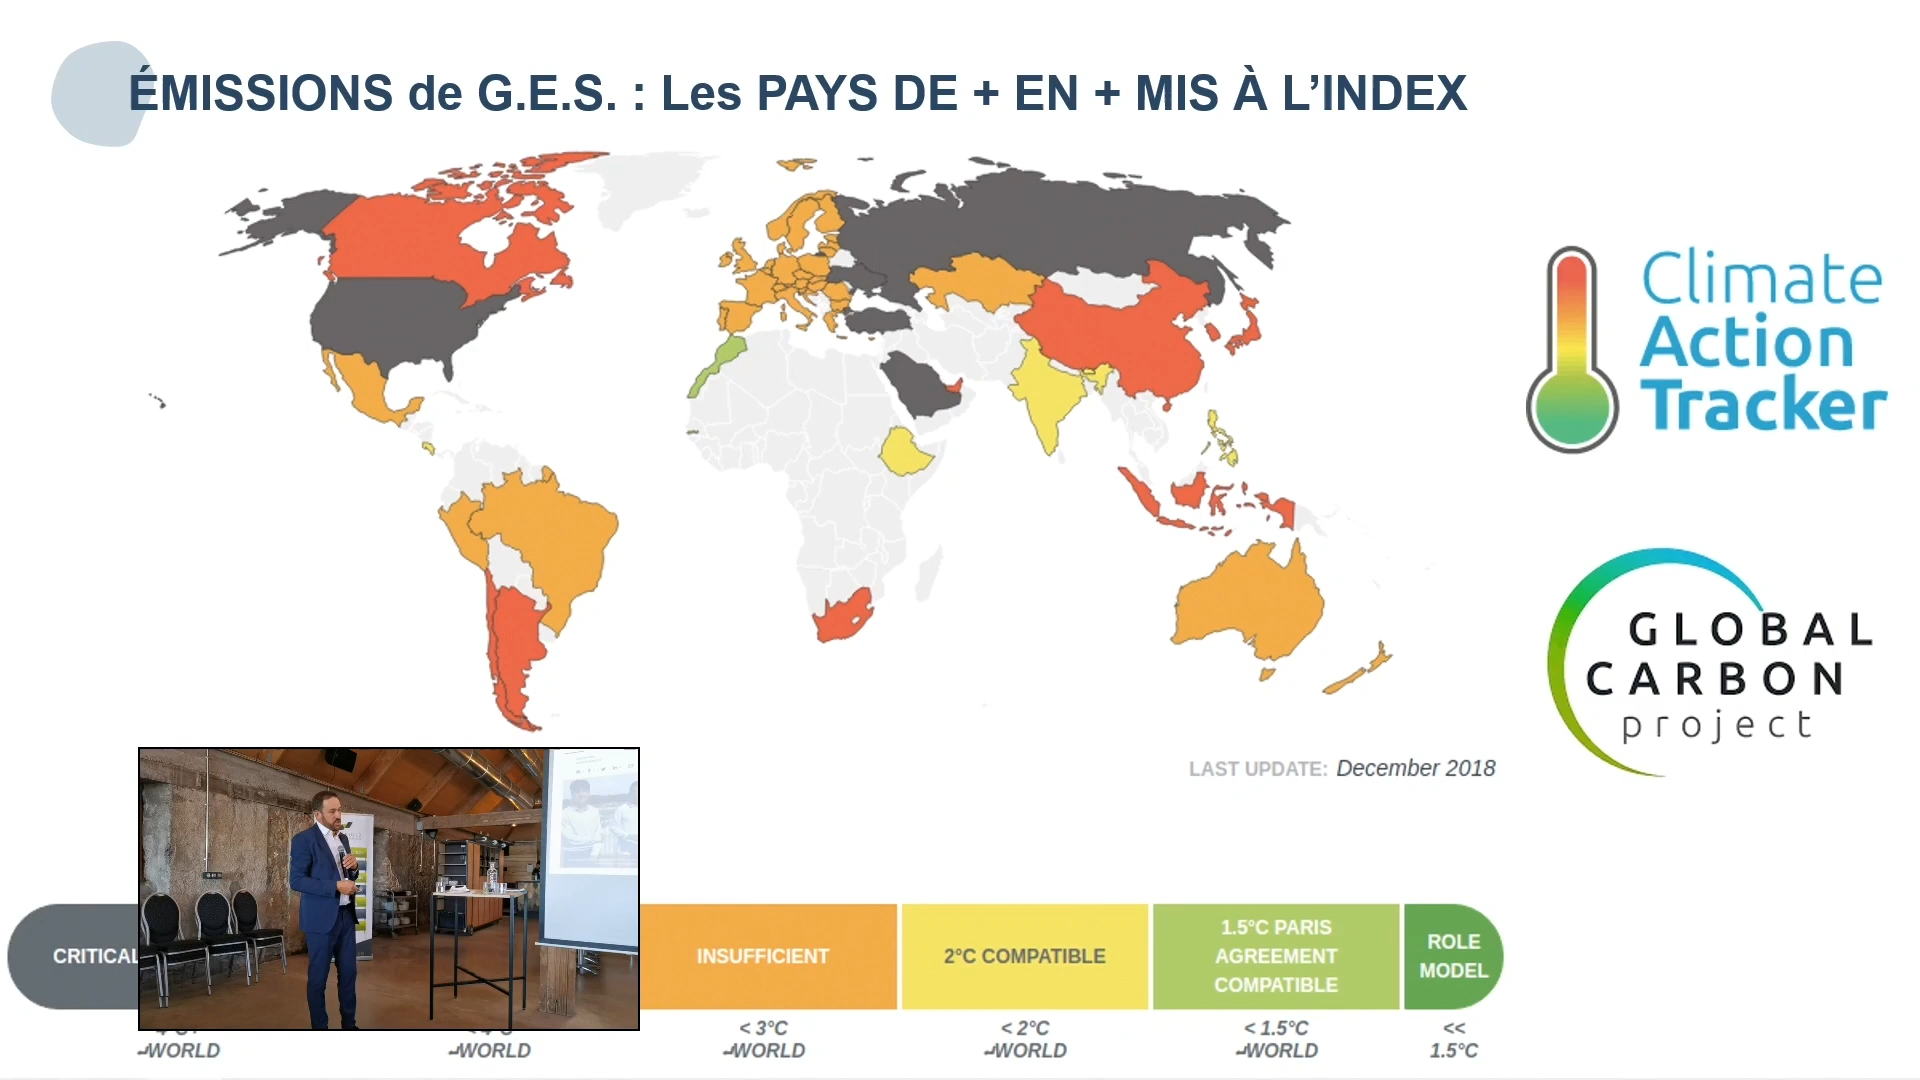 ÉMISSIONS de G.E.S. : Les PAYS DE + EN + MIS À L’INDEX
Climate
Action
Tracker
GLOBAL
CARBON
project
LAST UPDATE: December 2018
CRITICAL
INSUFFICIENT
2°C COMPATIBLE
1.5°C PARIS
AGREEMENT
COMPATIBLE
ROLE
MODEL
< 3°C
< 2°C
< 1.5°C
<<
WORLD
WORLD
WORLD
WORLD
WORLD
1.5°C